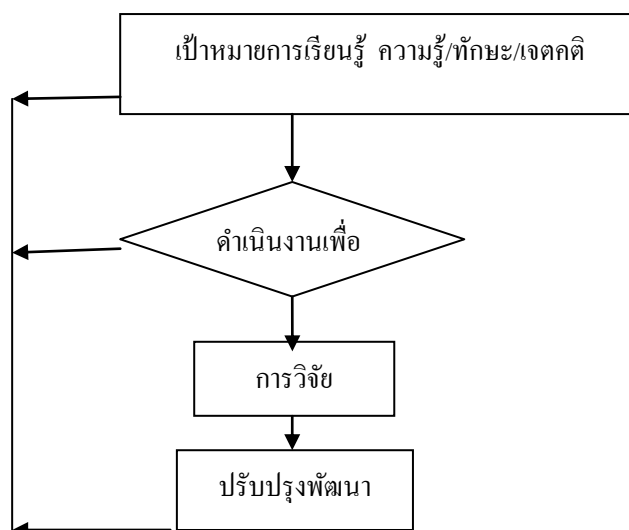 เป้าหมายการเรียนรู้ ความรู้/ทักษะ/เจตคติ
ดำเนินงานเพื่อ
การวิจัย
ปรับปรุงพัฒนา